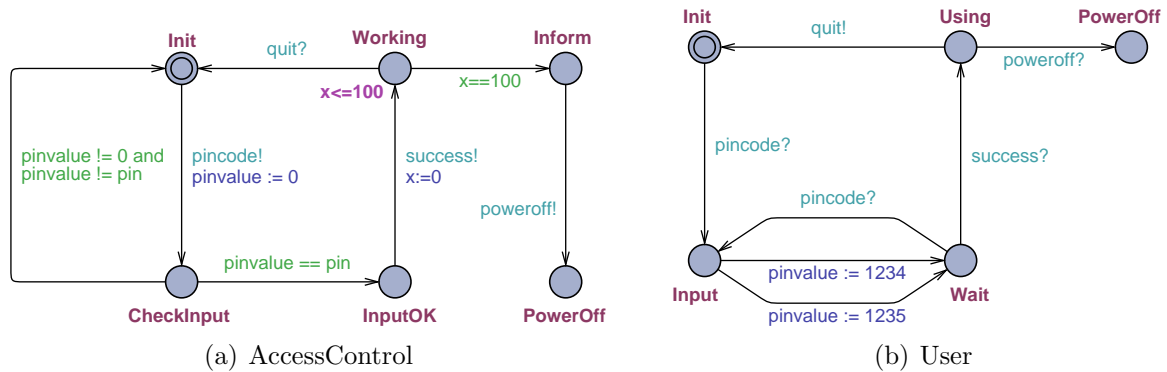 Init
Working
Inform
quit?
x<=100
x==100
pinvalue != 0 and
pinvalue != pin
pincode!
pinvalue := 0
success!
x:=0
poweroff!
pinvalue == pin
CheckInput
InputOK
PowerOff
(a) AccessControl
Init
Using
PowerOff
quit!
poweroff?
pincode?
success?
pincode?
pinvalue := 1234
Input
Wait
pinvalue := 1235
(b) User